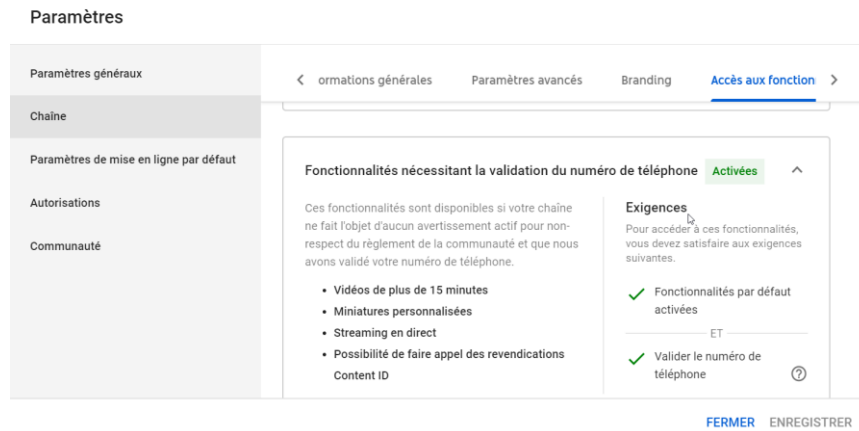 Paramètres
Paramètres généraux
Chaîne
Paramètres de mise en ligne par défaut
Autorisations
Communauté
ormations générales
Paramètres avancés
Branding
Accès aux fonction
Fonctionnalités nécessitant la validation du numéro de téléphone
Activées
Ces fonctionnalités sont disponibles si votre chaîne
ne fait l'objet d'aucun avertissement actif pour non-
respect du règlement de la communauté et que nous
avons validé votre numéro de téléphone.
• Vidéos de plus de 15 minutes
• Miniatures personnalisées
• Streaming en direct
• Possibilité de faire appel des revendications
Content ID
Exigences
Pour accéder à ces fonctionnalités,
vous devez satisfaire aux exigences
suivantes.
Fonctionnalités par défaut
activées
ET
Valider le numéro de
téléphone
FERMER
ENREGISTRER